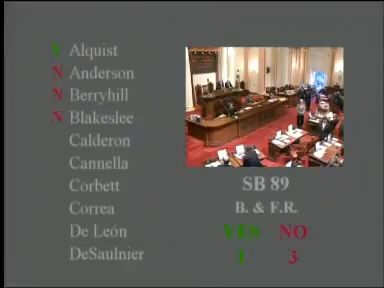 Y Alquist
N Anderson
N Berryhill
N Blakeslee
Calderon
Cannella
Corbett
Correa
De León
DeSaulnier
SB 89
B. & F.R.
YES NO
1 3